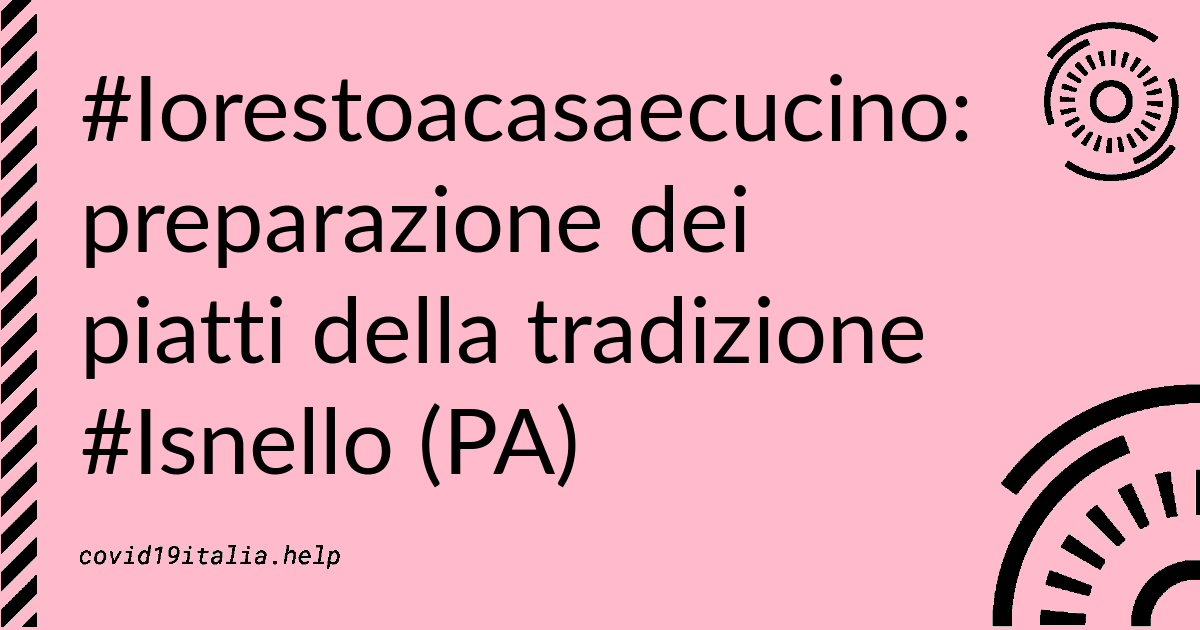 #Iorestoacasaecucino:
preparazione dei
piatti della tradizione
#Isnello (PA)
covid19italia.help